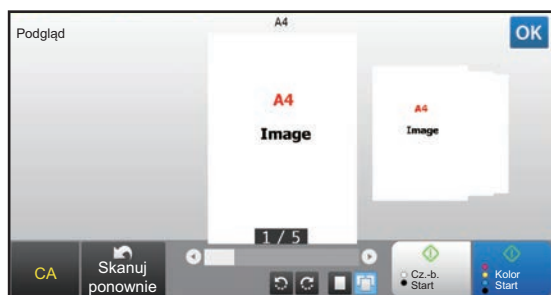 Podgląd
A4
OK
A4
Image
A4
Image
1 / 5
CA
Skanuj
ponownie
Cz.-b.
Start
Kolor
Start